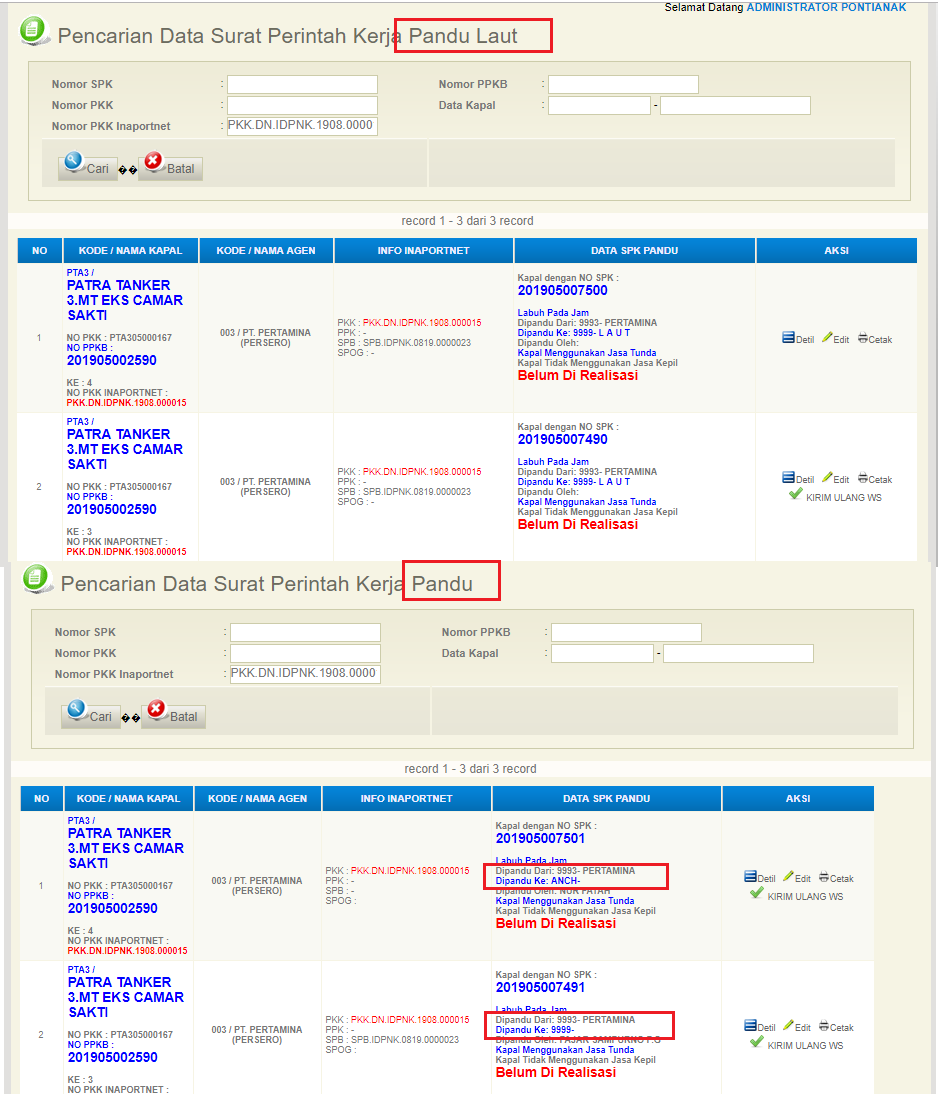 Selamat Datang ADMINISTRATOR PONTIANAK
Pencarian Data Surat Perintah Kerja Pandu Laut
Nomor SPK : Nomor PPKB :
Nomor PKK : Data Kapal : -
Nomor PKK Inaportnet : PKK.DN.IDPNK.1908.0000
Cari �� Batal
record 1 - 3 dari 3 record
NO KODE / NAMA KAPAL KODE / NAMA AGEN INFO INAPORTNET DATA SPK PANDU AKSI
1
PTA3 /
PATRA TANKER
3.MT EKS CAMAR
SAKTI
NO PKK : PTA305000167
NO PPKB :
201905002590
KE : 4
NO PKK INAPORTNET :
PKK.DN.IDPNK.1908.000015
003 / PT. PERTAMINA
(PERSERO)
PKK : PKK.DN.IDPNK.1908.000015
PPK : -
SPB : SPB.IDPNK.0819.0000023
SPOG : -
Kapal dengan NO SPK :
201905007500
Labuh Pada Jam
Dipandu Dari: 9993- PERTAMINA
Dipandu Ke: 9999- L A U T
Dipandu Oleh:
Kapal Menggunakan Jasa Tunda
Kapal Tidak Menggunakan Jasa Kepil
Belum Di Realisasi
Detil Edit Cetak
2
PTA3 /
PATRA TANKER
3.MT EKS CAMAR
SAKTI
NO PKK : PTA305000167
NO PPKB :
201905002590
KE : 3
NO PKK INAPORTNET :
PKK.DN.IDPNK.1908.000015
003 / PT. PERTAMINA
(PERSERO)
PKK : PKK.DN.IDPNK.1908.000015
PPK : -
SPB : SPB.IDPNK.0819.0000023
SPOG : -
Kapal dengan NO SPK :
201905007490
Labuh Pada Jam
Dipandu Dari: 9993- PERTAMINA
Dipandu Ke: 9999- L A U T
Dipandu Oleh:
Kapal Menggunakan Jasa Tunda
Kapal Tidak Menggunakan Jasa Kepil
Belum Di Realisasi
Detil Edit Cetak
KIRIM ULANG WS
Pencarian Data Surat Perintah Kerja Pandu
Nomor SPK : Nomor PPKB :
Nomor PKK : Data Kapal : -
Nomor PKK Inaportnet : PKK.DN.IDPNK.1908.0000
Cari �� Batal
record 1 - 3 dari 3 record
NO KODE / NAMA KAPAL KODE / NAMA AGEN INFO INAPORTNET DATA SPK PANDU AKSI
1
PTA3 /
PATRA TANKER
3.MT EKS CAMAR
SAKTI
NO PKK : PTA305000167
NO PPKB :
201905002590
KE : 4
NO PKK INAPORTNET :
PKK.DN.IDPNK.1908.000015
003 / PT. PERTAMINA
(PERSERO)
PKK : PKK.DN.IDPNK.1908.000015
PPK : -
SPB : -
SPOG :
Kapal dengan NO SPK :
201905007501
Labuh Pada Jam
Dipandu Dari: 9993- PERTAMINA
Dipandu Ke: ANCH-
Dipandu Oleh: NUR PATAH
Kapal Menggunakan Jasa Tunda
Kapal Tidak Menggunakan Jasa Kepil
Belum Di Realisasi
Detil Edit Cetak
KIRIM ULANG WS
2
PTA3 /
PATRA TANKER
3.MT EKS CAMAR
SAKTI
NO PKK : PTA305000167
NO PPKB :
201905002590
KE : 3
NO PKK INAPORTNET :
003 / PT. PERTAMINA
(PERSERO)
PKK : PKK.DN.IDPNK.1908.000015
PPK : -
SPB : SPB.IDPNK.0819.0000023
SPOG :
Kapal dengan NO SPK :
201905007491
Labuh Pada Jam
Dipandu Dari: 9993- PERTAMINA
Dipandu Ke: 9999-
Dipandu Oleh: FAJAR SAMPURNO P.G
Kapal Menggunakan Jasa Tunda
Kapal Tidak Menggunakan Jasa Kepil
Belum Di Realisasi
Detil Edit Cetak
KIRIM ULANG WS